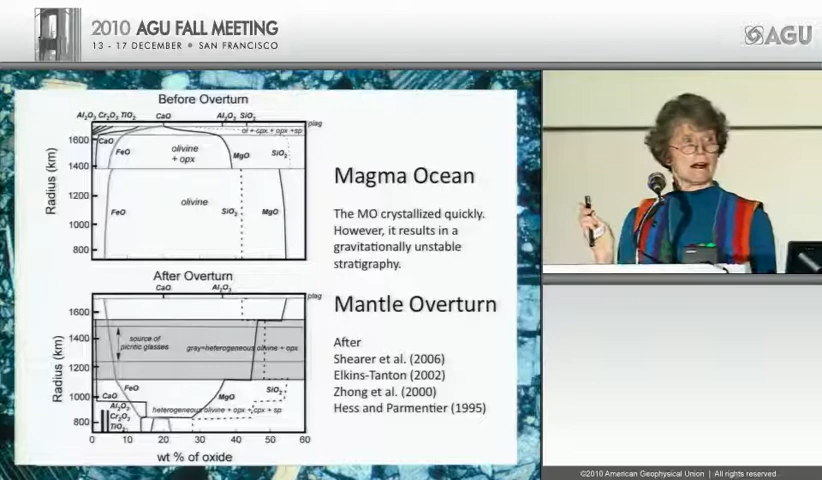 2010 AGU FALL MEETING
13 - 17 DECEMBER • SAN FRANCISCO
AGU
Before Overturn
Al₂O₃ Cr₂O₃ TiO₂ CaO Al₂O₃ SiO₂
plag
ol + cpx + opx +sp
CaO
FeO
olivine
+ opx
MgO
SiO₂
olivine
FeO
SiO₂
MgO
Radius (km)
1600
1400
1200
1000
800
Magma Ocean
The MO crystallized quickly.
However, it results in a
gravitationally unstable
stratigraphy.
After Overturn
CaO Al₂O₃
plag
source of
picritic glasses
gray=heterogeneous olivine + opx
FeO
MgO
SiO₂
CaO
Al₂O₃
Cr₂O₃
TiO₂
heterogeneous olivine + opx + cpx + sp
Radius (km)
1600
1400
1200
1000
800
0 10 20 30 40 50 60
wt % of oxide
Mantle Overturn
After
Shearer et al. (2006)
Elkins-Tanton (2002)
Zhong et al. (2000)
Hess and Parmentier (1995)
©2010 American Geophysical Union | All rights reserved